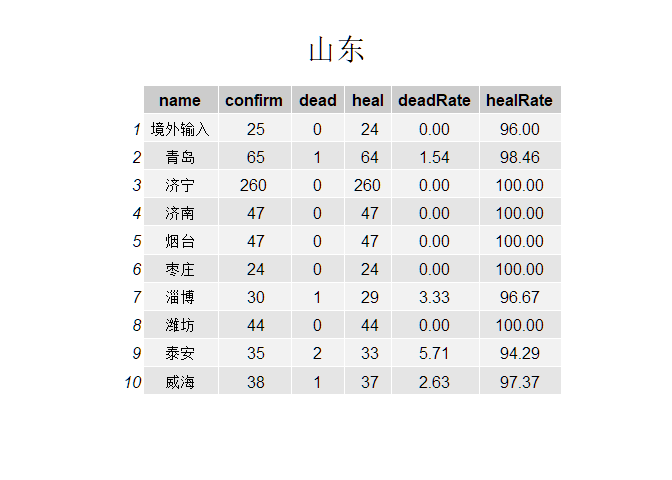 山东
name confirm dead heal deadRate healRate
1 境外输入 25 0 24 0.00 96.00
2 青岛 65 1 64 1.54 98.46
3 济宁 260 0 260 0.00 100.00
4 济南 47 0 47 0.00 100.00
5 烟台 47 0 47 0.00 100.00
6 枣庄 24 0 24 0.00 100.00
7 淄博 30 1 29 3.33 96.67
8 潍坊 44 0 44 0.00 100.00
9 泰安 35 2 33 5.71 94.29
10 威海 38 1 37 2.63 97.37